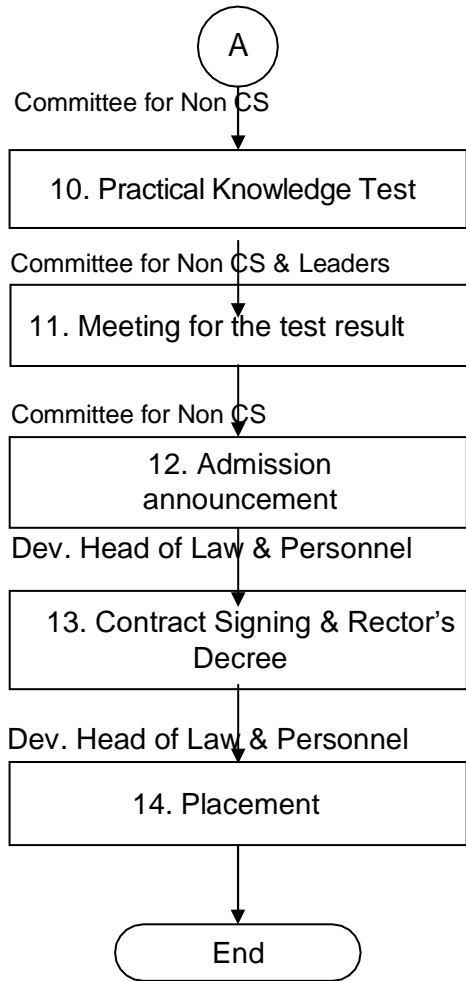 A
Committee for Non CS
10. Practical Knowledge Test
Committee for Non CS & Leaders
11. Meeting for the test result
Committee for Non CS
12. Admission
announcement
Dev. Head of Law & Personnel
13. Contract Signing & Rector’s
Decree
Dev. Head of Law & Personnel
14. Placement
End